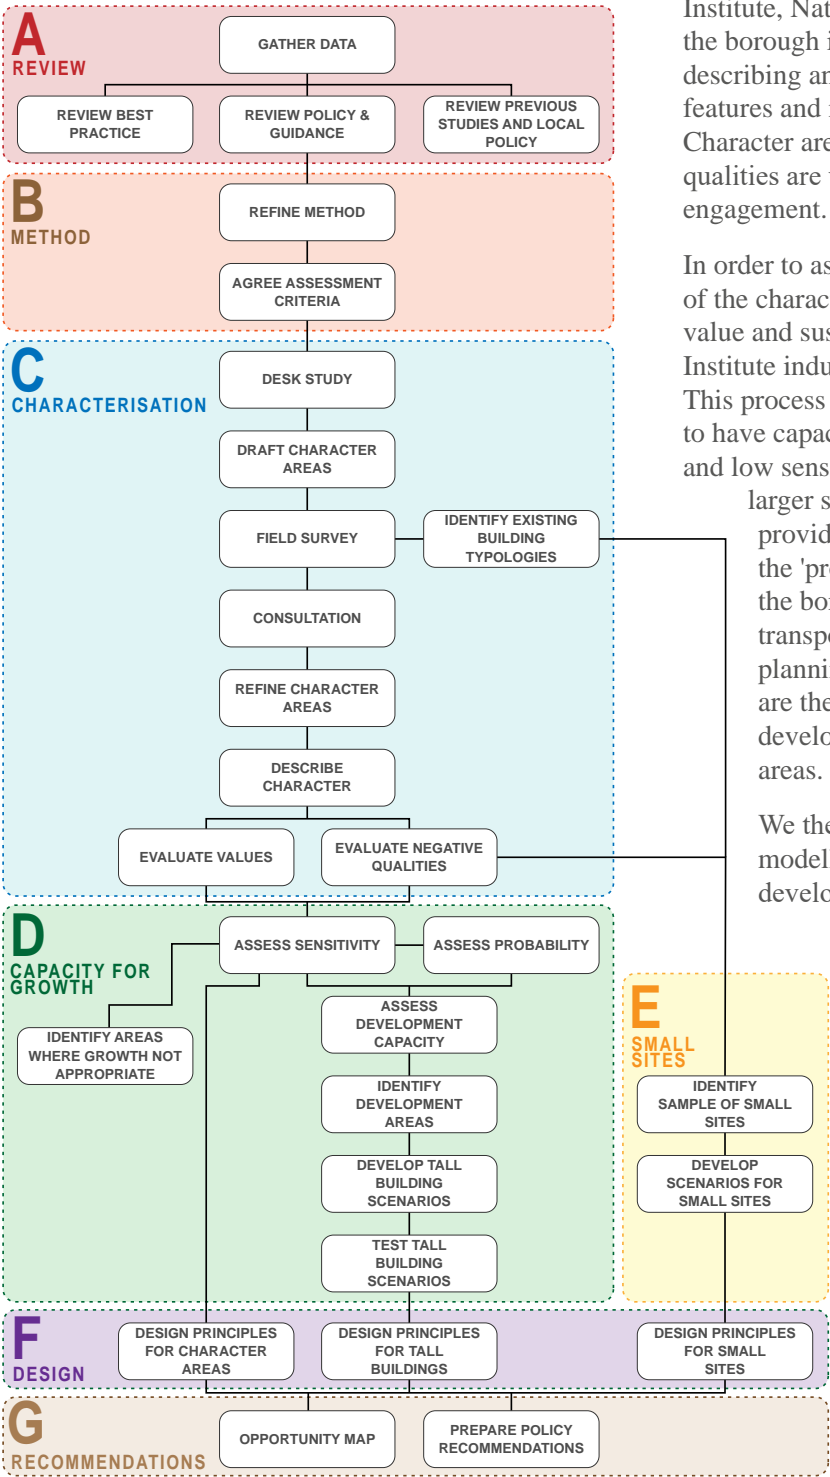 A
REVIEW
GATHER DATA
REVIEW BEST
PRACTICE
REVIEW POLICY &
GUIDANCE
REVIEW PREVIOUS
STUDIES AND LOCAL
POLICY
B
METHOD
REFINE METHOD
AGREE ASSESSMENT
CRITERIA
C
CHARACTERISATION
DESK STUDY
DRAFT CHARACTER
AREAS
FIELD SURVEY
IDENTIFY EXISTING
BUILDING
TYPOLOGIES
CONSULTATION
REFINE CHARACTER
AREAS
DESCRIBE
CHARACTER
EVALUATE VALUES
EVALUATE NEGATIVE
QUALITIES
D
CAPACITY FOR
GROWTH
ASSESS SENSITIVITY
ASSESS PROBABILITY
IDENTIFY AREAS
WHERE GROWTH NOT
APPROPRIATE
ASSESS
DEVELOPMENT
CAPACITY
IDENTIFY
DEVELOPMENT
AREAS
DEVELOP TALL
BUILDING
SCENARIOS
TEST TALL
BUILDING
SCENARIOS
E
SMALL
SITES
IDENTIFY
SAMPLE OF SMALL
SITES
DEVELOP
SCENARIOS FOR
SMALL SITES
F
DESIGN
DESIGN PRINCIPLES
FOR CHARACTER
AREAS
DESIGN PRINCIPLES
FOR TALL
BUILDINGS
DESIGN PRINCIPLES
FOR SMALL
SITES
G
RECOMMENDATIONS
OPPORTUNITY MAP
PREPARE POLICY
RECOMMENDATIONS
Institute, Nat
the borough i
describing an
features and
Character are
qualities are
engagement.
In order to as
of the charac
value and sus
Institute indu
This process
to have capac
and low sens
larger s
provid
the 'pr
the bor
transpo
planni
are the
develo
areas.
We the
model
develo